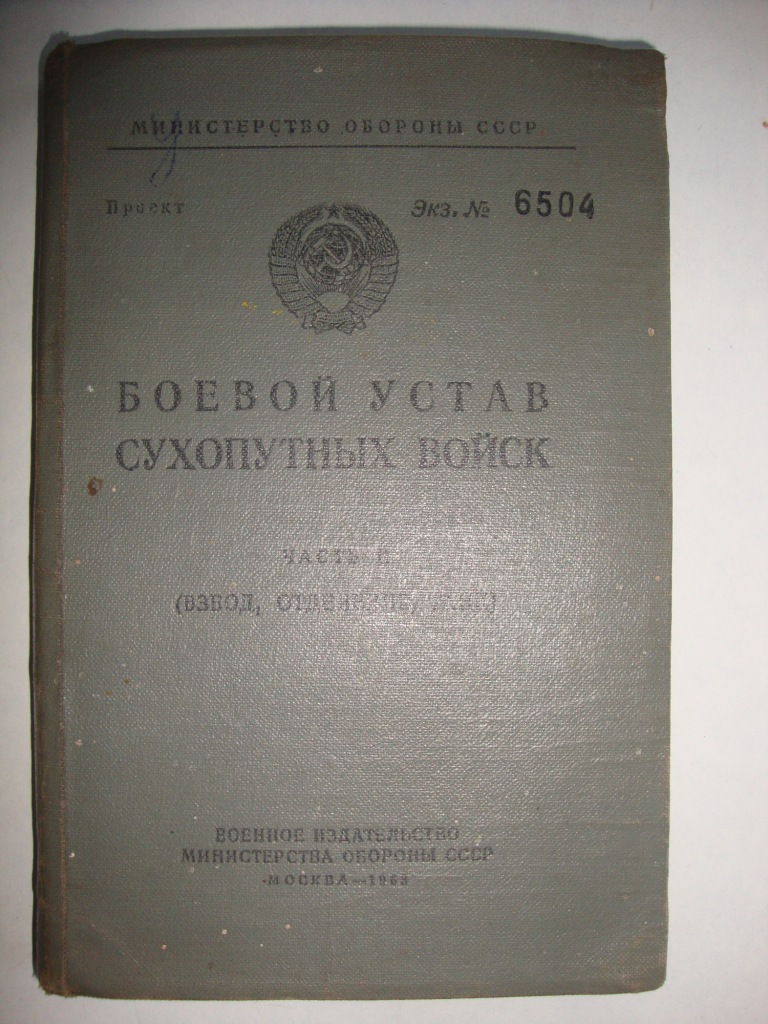 МИНИСТЕРСТВО ОБОРОНЫ СССР
Проект
Экз. № 6504
БОЕВОЙ УСТАВ
СУХОПУТНЫХ ВОЙСК
ЧАСТЬ
(ВЗВОД, ОТДЕЛЕНИЕ,
ВОЕННОЕ ИЗДАТЕЛЬСТВО
МИНИСТЕРСТВА ОБОРОНЫ СССР
МОСКВА—1963